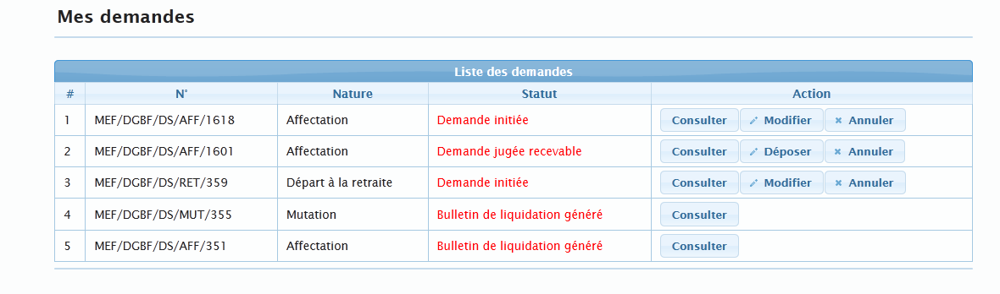 Mes demandes
Liste des demandes
# N° Nature Statut Action
1 MEF/DGBF/DS/AFF/1618 Affectation Demande initiée Consulter Modifier Annuler
2 MEF/DGBF/DS/AFF/1601 Affectation Demande jugée recevable Consulter Déposer Annuler
3 MEF/DGBF/DS/RET/359 Départ à la retraite Demande initiée Consulter Modifier Annuler
4 MEF/DGBF/DS/MUT/355 Mutation Bulletin de liquidation généré Consulter
5 MEF/DGBF/DS/AFF/351 Affectation Bulletin de liquidation généré Consulter